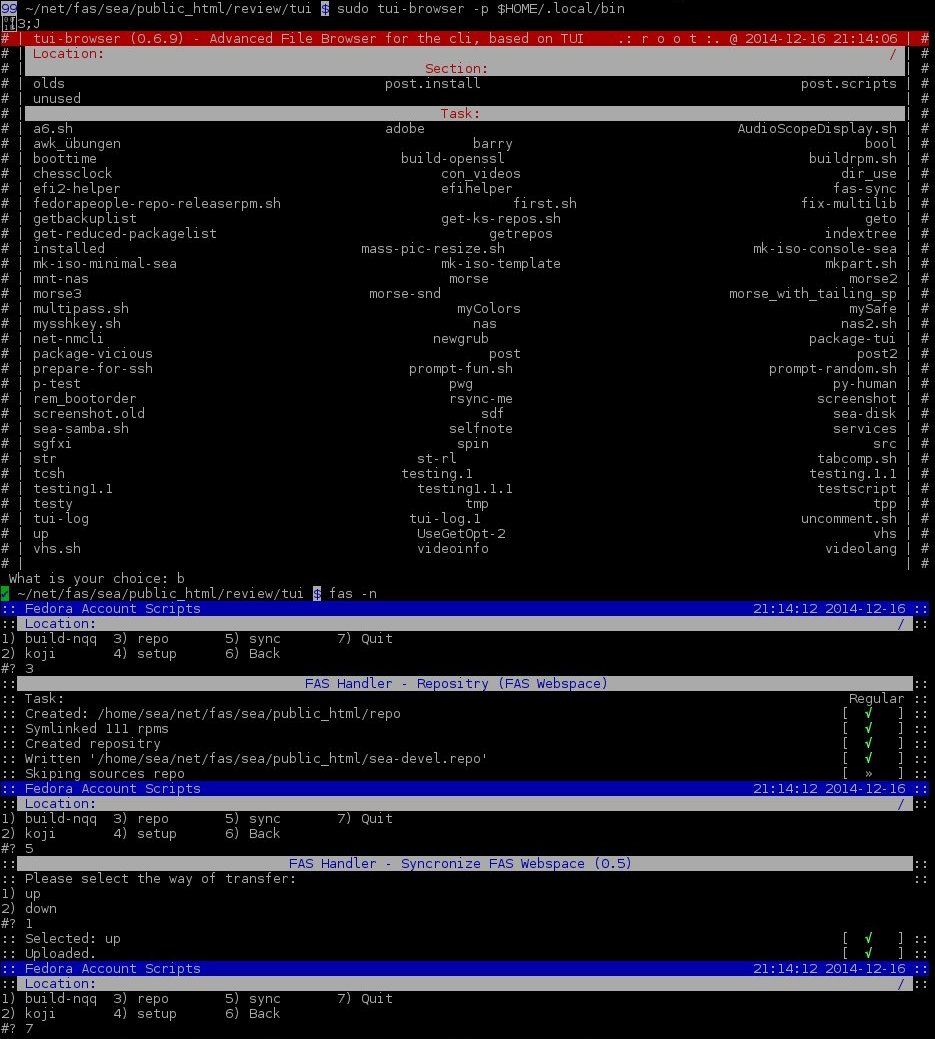 99 ~/net/fas/sea/public_html/review/tui $ sudo tui-browser -p $HOME/.local/bin
3;J
# | tui-browser (0.6.9) - Advanced File Browser for the cli, based on TUI .: r o o t :. @ 2014-12-16 21:14:06 | #
# | Location: / | #
# | Section: | #
# | olds post.install post.scripts | #
# | unused | #
# | Task: | #
# | a6.sh adobe AudioScopeDisplay.sh | #
# | awk_übungen barry bool | #
# | boottime build-openssl buildrpm.sh | #
# | chessclock con_videos dir_use | #
# | efi2-helper efihelper fas-sync | #
# | fedorapeople-repo-releaserpm.sh first.sh fix-multilib | #
# | getbackuplist get-ks-repos.sh geto | #
# | get-reduced-packagelist getrepos indextree | #
# | installed mass-pic-resize.sh mk-iso-console-sea | #
# | mk-iso-minimal-sea mk-iso-template mkpart.sh | #
# | mnt-nas morse morse2 | #
# | morse3 morse-snd morse_with_tailing_sp | #
# | multipass.sh myColors mySafe | #
# | mysshkey.sh nas nas2.sh | #
# | net-nmcli newgrub package-tui | #
# | package-vicious post post2 | #
# | prepare-for-ssh prompt-fun.sh prompt-random.sh | #
# | p-test pwg py-human | #
# | rem_bootorder rsync-me screenshot | #
# | screenshot.old sdf sea-disk | #
# | sea-samba.sh selfnote services | #
# | sgfxi spin src | #
# | str st-rl tabcomp.sh | #
# | tcsh testing.1 testing.1.1 | #
# | testing1.1 testing1.1.1 testscript | #
# | testy tmp tpp | #
# | tui-log tui-log.1 uncomment.sh | #
# | up UseGetOpt-2 vhs | #
# | vhs.sh videoinfo videolang | #
# | | #
What is your choice: b
✔ ~/net/fas/sea/public_html/review/tui $ fas -n
:: Fedora Account Scripts 21:14:12 2014-12-16 ::
:: Location: / ::
1) build-nqq 3) repo 5) sync 7) Quit
2) koji 4) setup 6) Back
#? 3
:: FAS Handler - Repositry (FAS Webspace) ::
:: Task: Regular ::
:: Created: /home/sea/net/fas/sea/public_html/repo [ √ ] ::
:: Symlinked 111 rpms [ √ ] ::
:: Created repositry [ √ ] ::
:: Written '/home/sea/net/fas/sea/public_html/sea-devel.repo' [ √ ] ::
:: Skiping sources repo [ » ] ::
:: Fedora Account Scripts 21:14:12 2014-12-16 ::
:: Location: / ::
1) build-nqq 3) repo 5) sync 7) Quit
2) koji 4) setup 6) Back
#? 5
:: FAS Handler - Syncronize FAS Webspace (0.5) ::
:: Please select the way of transfer: ::
1) up
2) down
#? 1
:: Selected: up [ √ ] ::
:: Uploaded. [ √ ] ::
:: Fedora Account Scripts 21:14:12 2014-12-16 ::
:: Location: / ::
1) build-nqq 3) repo 5) sync 7) Quit
2) koji 4) setup 6) Back
#? 7